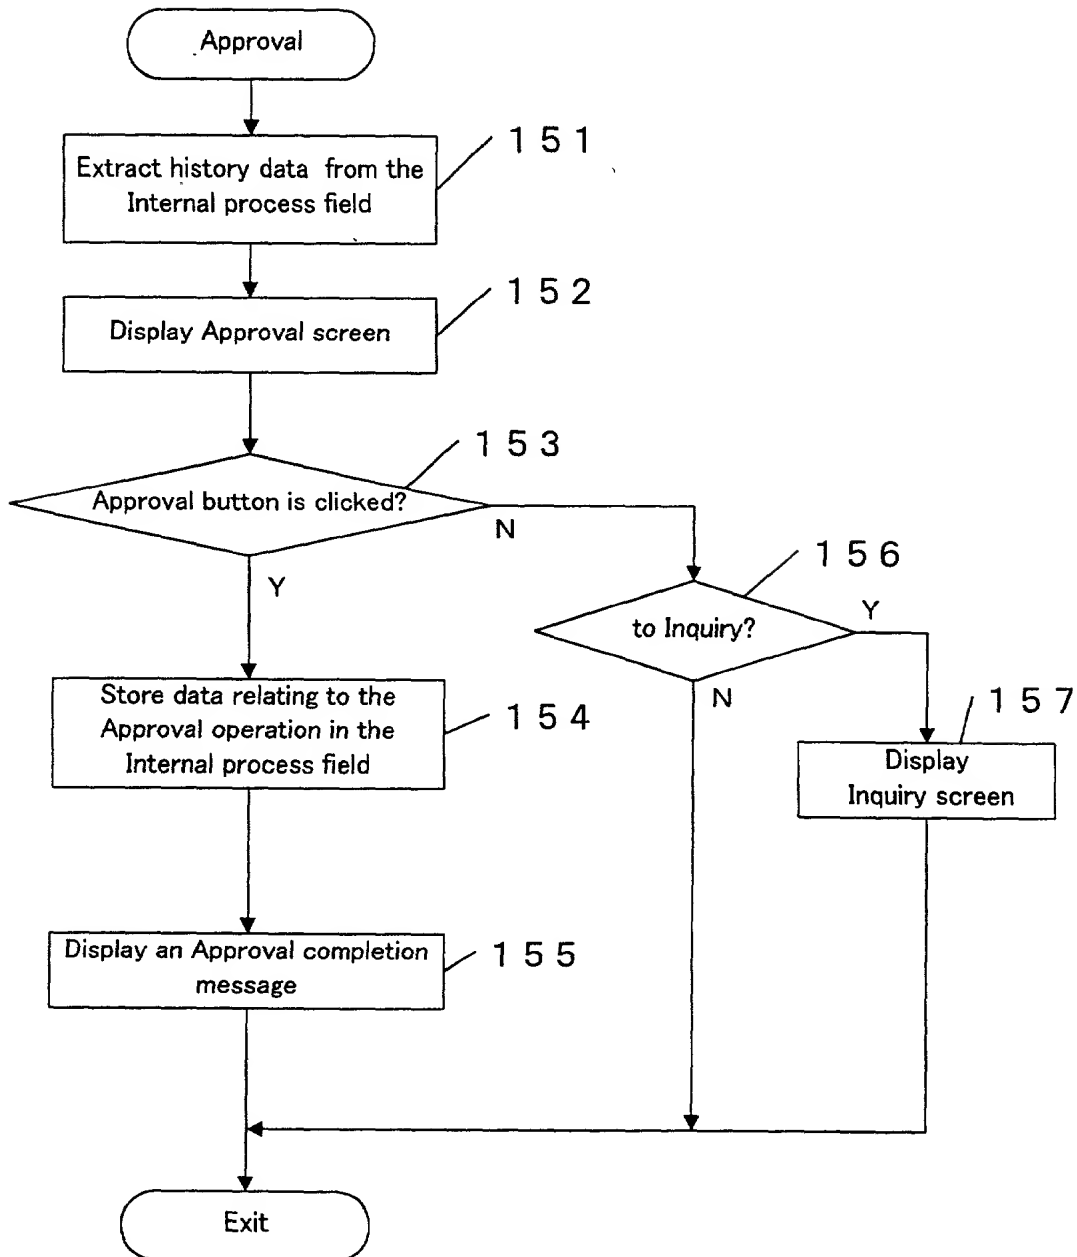 Approval
151
Extract history data from the
Internal process field
152
Display Approval screen
153
Approval button is clicked?
N
Y
156
to Inquiry?
Y
N
154
Store data relating to the
Approval operation in the
Internal process field
157
Display
Inquiry screen
155
Display an Approval completion
message
Exit